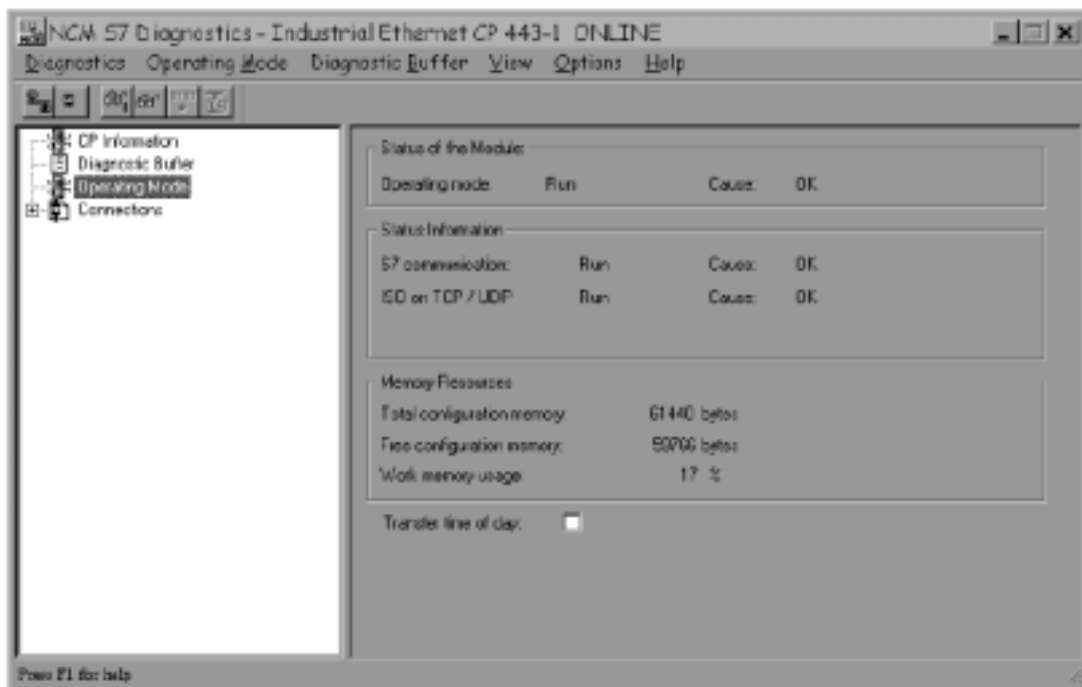 NCM S7 Diagnostics - Industrial Ethernet CP 443-1 ONLINE
Diagnostics Operating Mode Diagnostic Buffer View Options Help
CP Information
Diagnostic Buffer
Operating Mode
Connections
Status of the Module:
Operating mode: Run Cause: OK
Status Information
S7 communication: Run Cause: OK
ISO on TCP / UDP Run Cause: OK
Memory Resources
Total configuration memory: 61440 bytes
Free configuration memory: bytes
Work memory usage: 17 %
Transfer time of day:
Press F1 for help